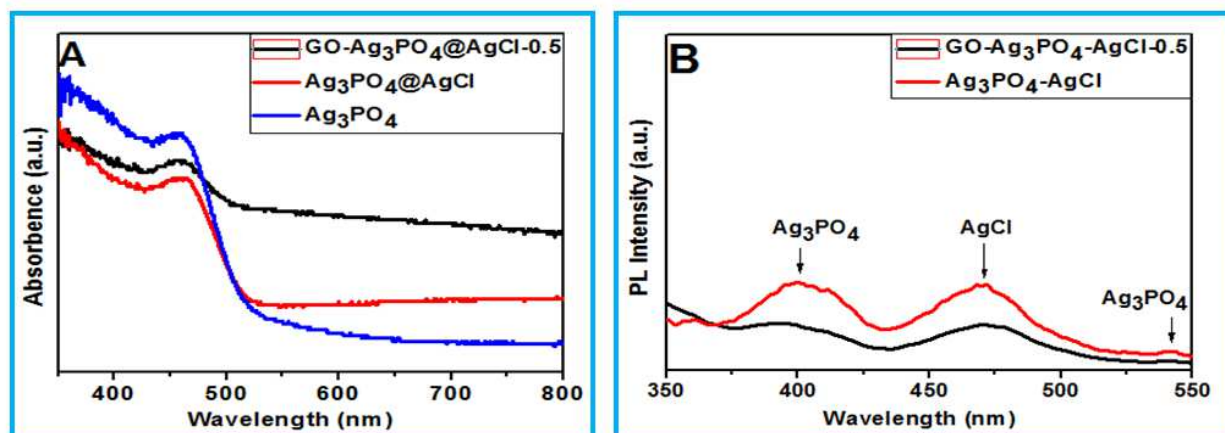 A
GO-Ag3PO4@AgCl-0.5
Ag3PO4@AgCl
Ag3PO4
Absorbence (a.u.)
400 500 600 700 800
Wavelength (nm)
B
GO-Ag3PO4-AgCl-0.5
Ag3PO4-AgCl
PL Intensity (a.u.)
Ag3PO4
AgCl
Ag3PO4
350 400 450 500 550
Wavelength (nm)